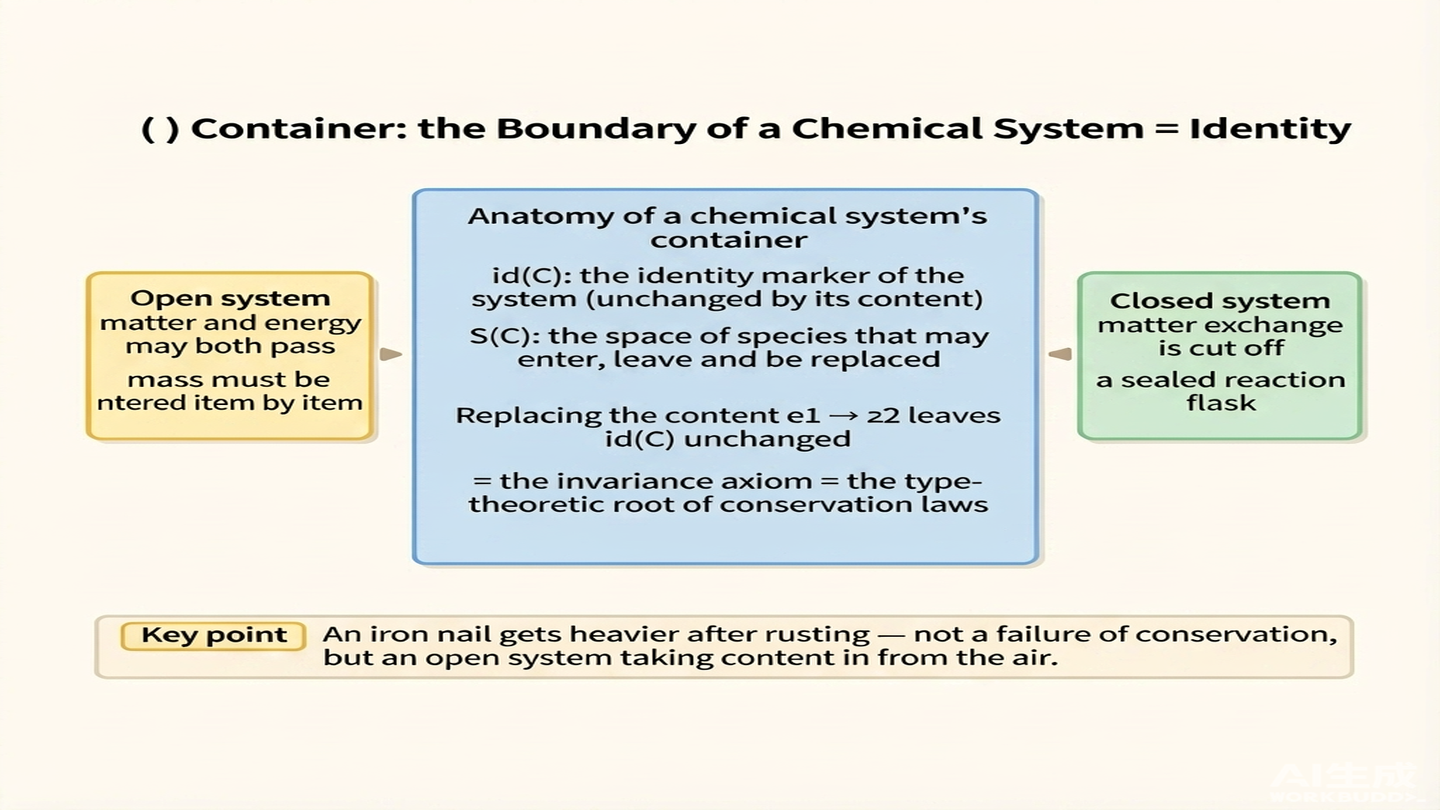 ( ) Container: the Boundary of a Chemical System = Identity
Anatomy of a chemical system's
container
id(C): the identity marker of the
system (unchanged by its content)
S(C): the space of species that may
enter, leave and be replaced
Replacing the content e1 → 22 leaves
id(C) unchanged
= the invariance axiom = the type-
theoretic root of conservation laws
Open system
matter and energy
may both pass
mass must be
ntered item by item
Closed system
matter exchange
is cut off
a sealed reaction
flask
Key point
An iron nail gets heavier after rusting — not a failure of conservation,
but an open system taking content in from the air.
AI生成